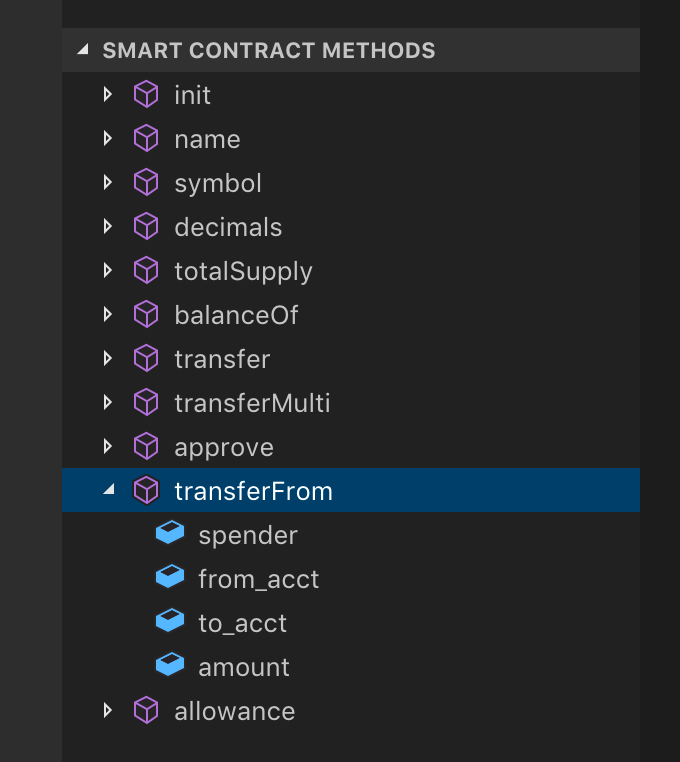 SMART CONTRACT METHODS
init
name
symbol
decimals
totalSupply
balanceOf
transfer
transferMulti
approve
transferFrom
spender
from_acct
to_acct
amount
allowance